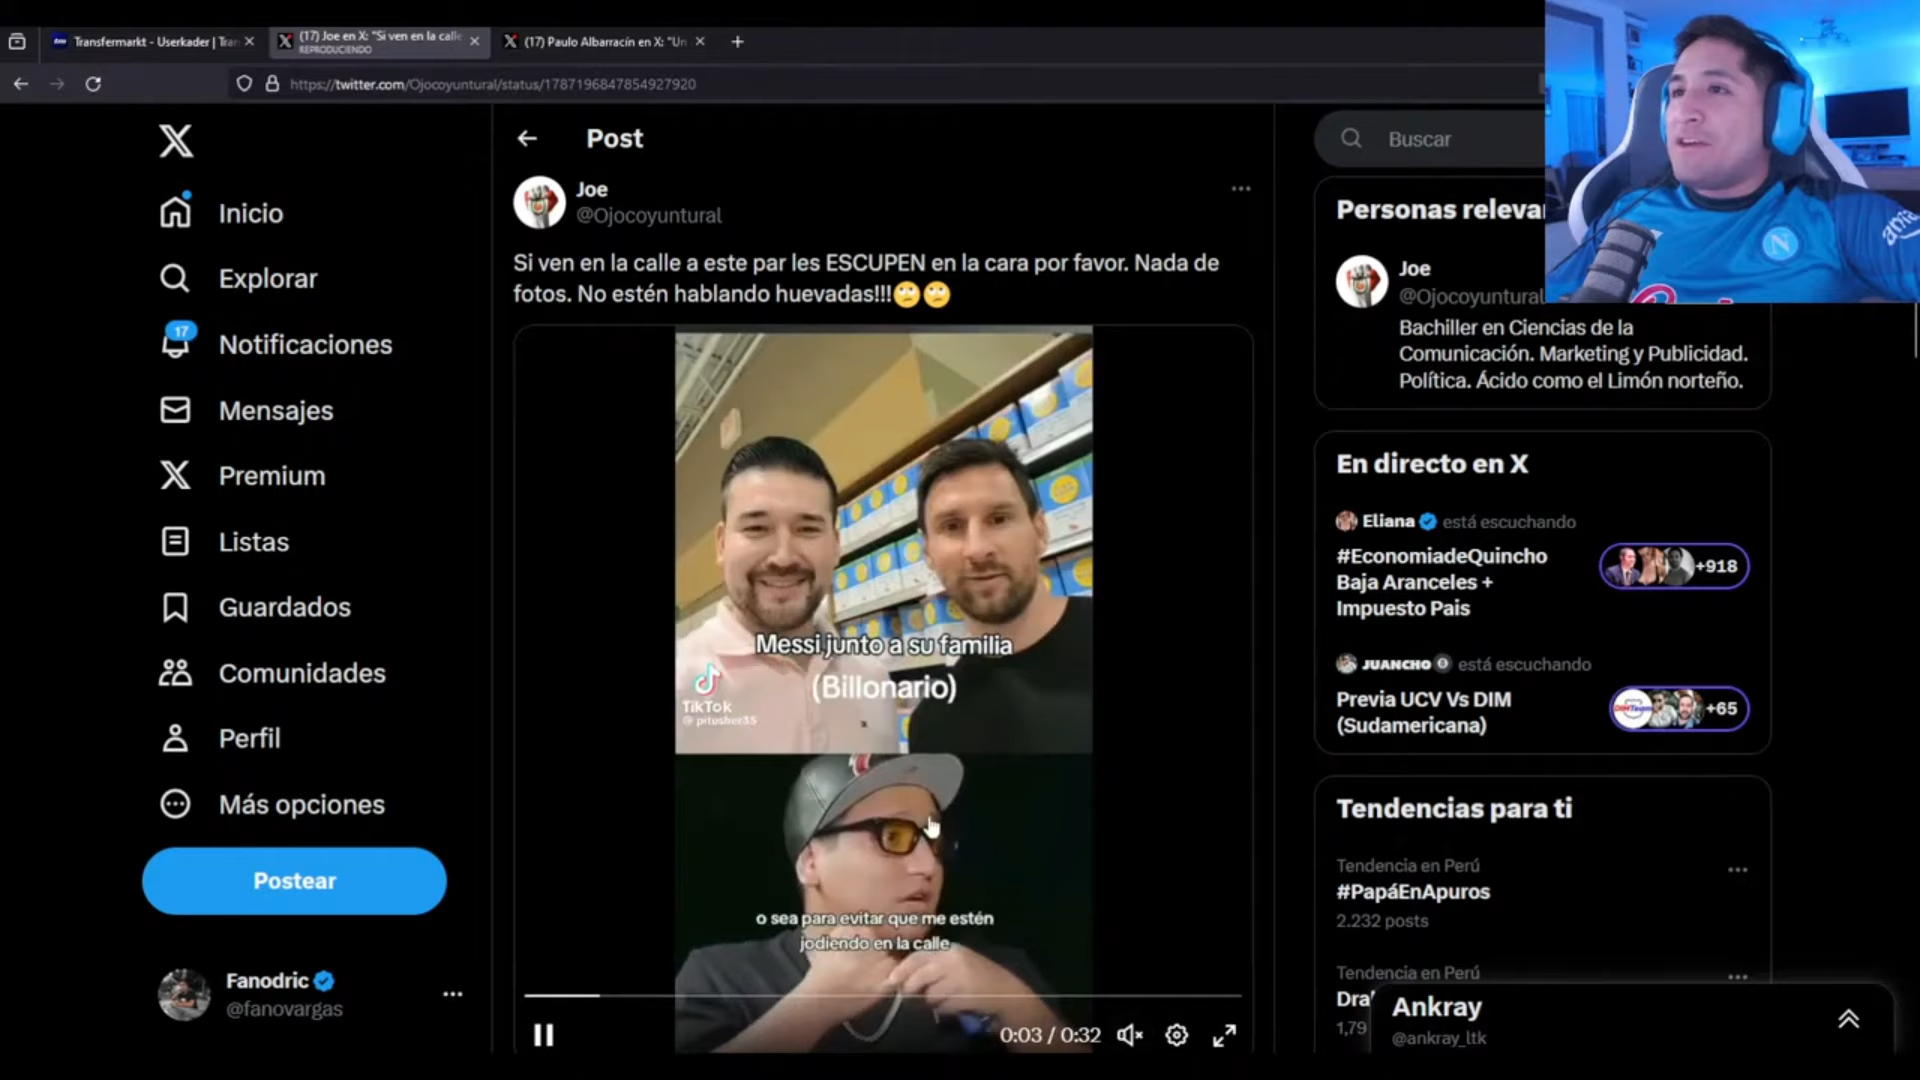 Transfermarkt - Userkader | Tra
(17) Joe en X: "Si ven en la calle
REPRODUCIENDO
(17) Paulo Albarracín en X: "Un
https://twitter.com/Ojocoyuntural/status/1787196847854927920
Inicio
Explorar
17
Notificaciones
Mensajes
Premium
Listas
Guardados
Comunidades
Perfil
Más opciones
Postear
Fanodric
@fanovargas
Post
Joe
@Ojocoyuntural
Si ven en la calle a este par les ESCUPEN en la cara por favor. Nada de
fotos. No estén hablando huevadas!!!🙄🙄
Messi junto a su familia
(Billonario)
TikTok
@pitusher35
o sea para evitar que me estén
jodiendo en la calle
0:03 / 0:32
Buscar
Personas releva
Joe
@Ojocoyuntural
Bachiller en Ciencias de la
Comunicación. Marketing y Publicidad.
Política. Ácido como el Limón norteño.
En directo en X
Eliana está escuchando
#EconomiadeQuincho
Baja Aranceles +
Impuesto Pais
+918
JUANCHO está escuchando
Previa UCV Vs DIM
(Sudamericana)
+65
Tendencias para ti
Tendencia en Perú
#PapáEnApuros
2.232 posts
Tendencia en Perú
Dra
1,79
Ankray
@ankray_ltk
N